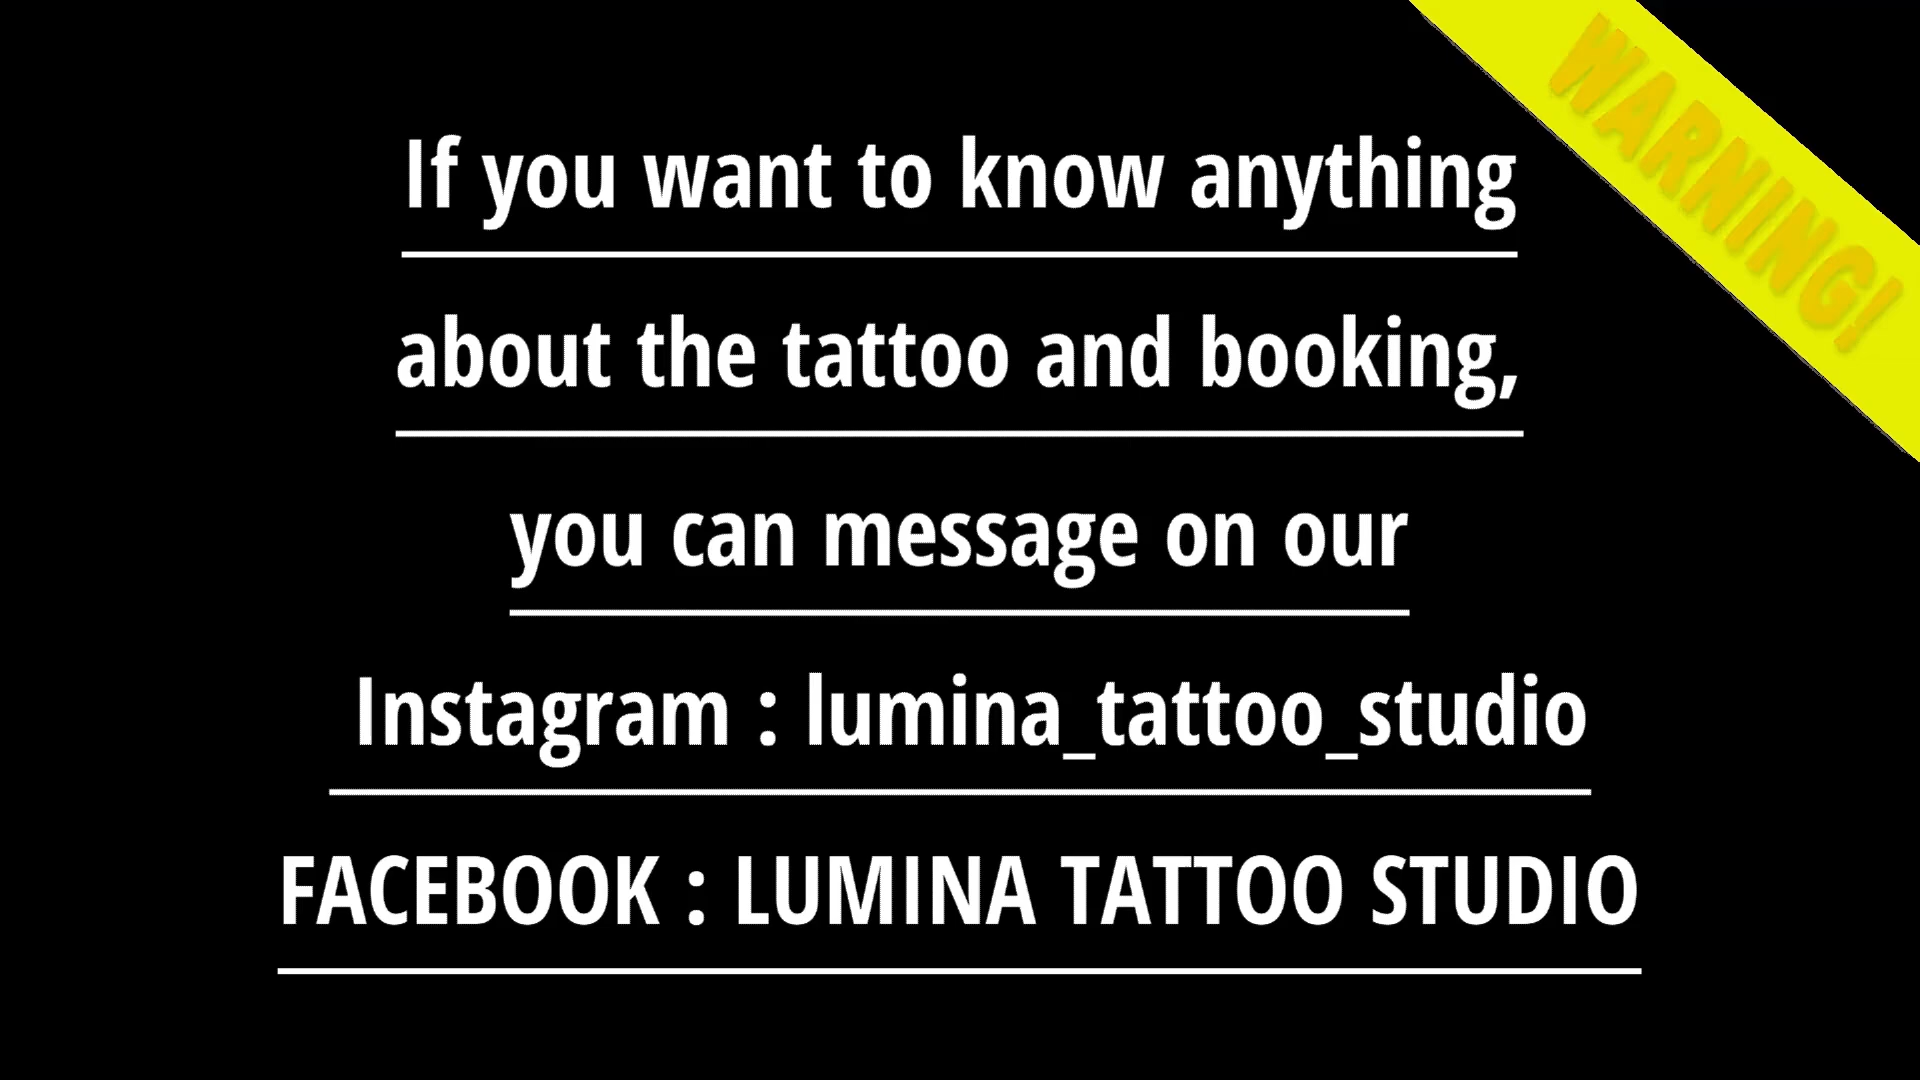 If you want to know anything
about the tattoo and booking,
you can message on our
Instagram : lumina_tattoo_studio
FACEBOOK : LUMINA TATTOO STUDIO
WARNING!